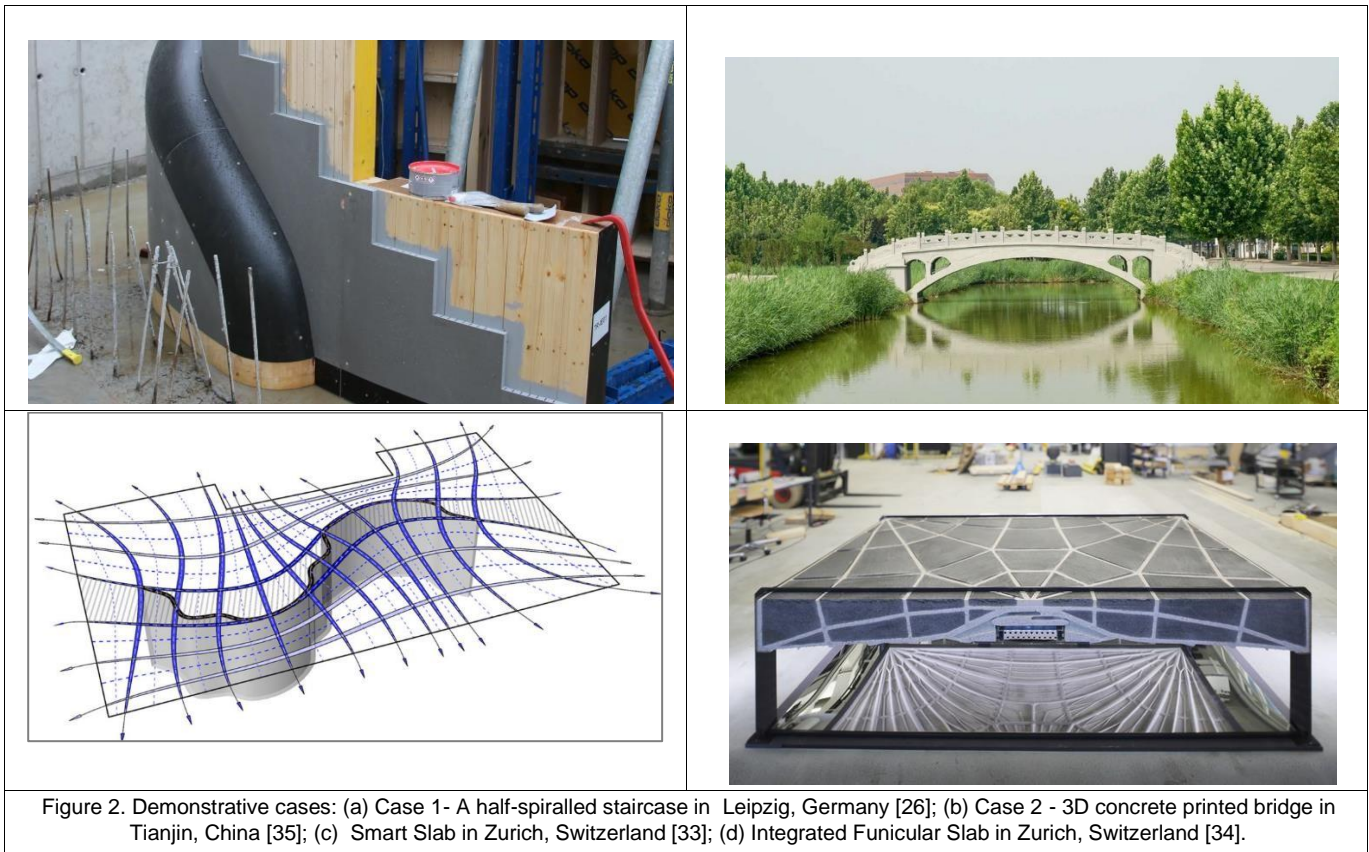 Figure 2. Demonstrative cases: (a) Case 1- A half-spiralled staircase in Leipzig, Germany [26]; (b) Case 2 - 3D concrete printed bridge in
Tianjin, China [35]; (c) Smart Slab in Zurich, Switzerland [33]; (d) Integrated Funicular Slab in Zurich, Switzerland [34].